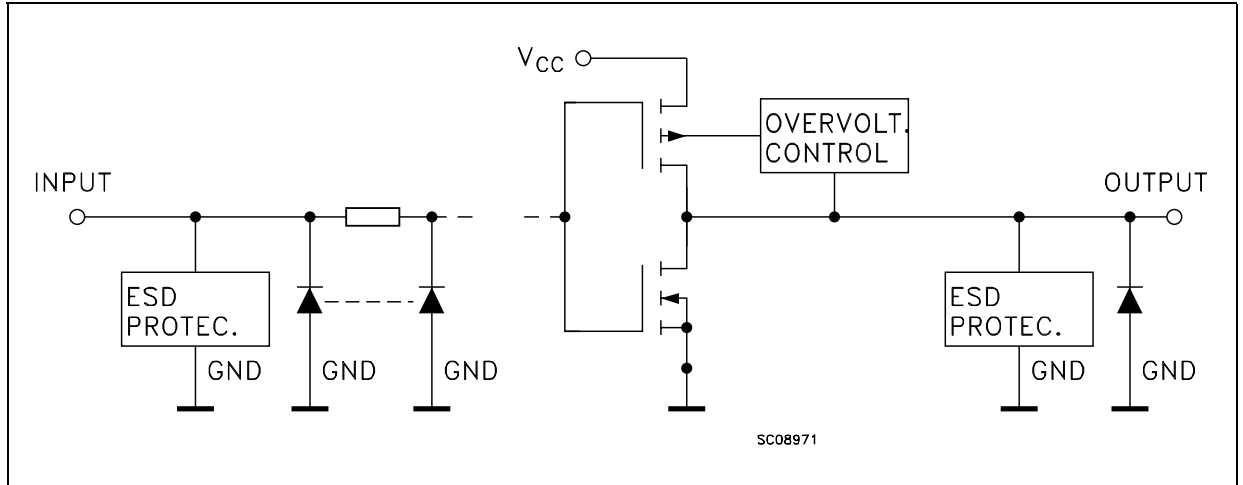 VCC
OVERVOLT.
CONTROL
INPUT
OUTPUT
ESD
PROTEC.
ESD
PROTEC.
GND
GND
GND
GND
GND
SC08971